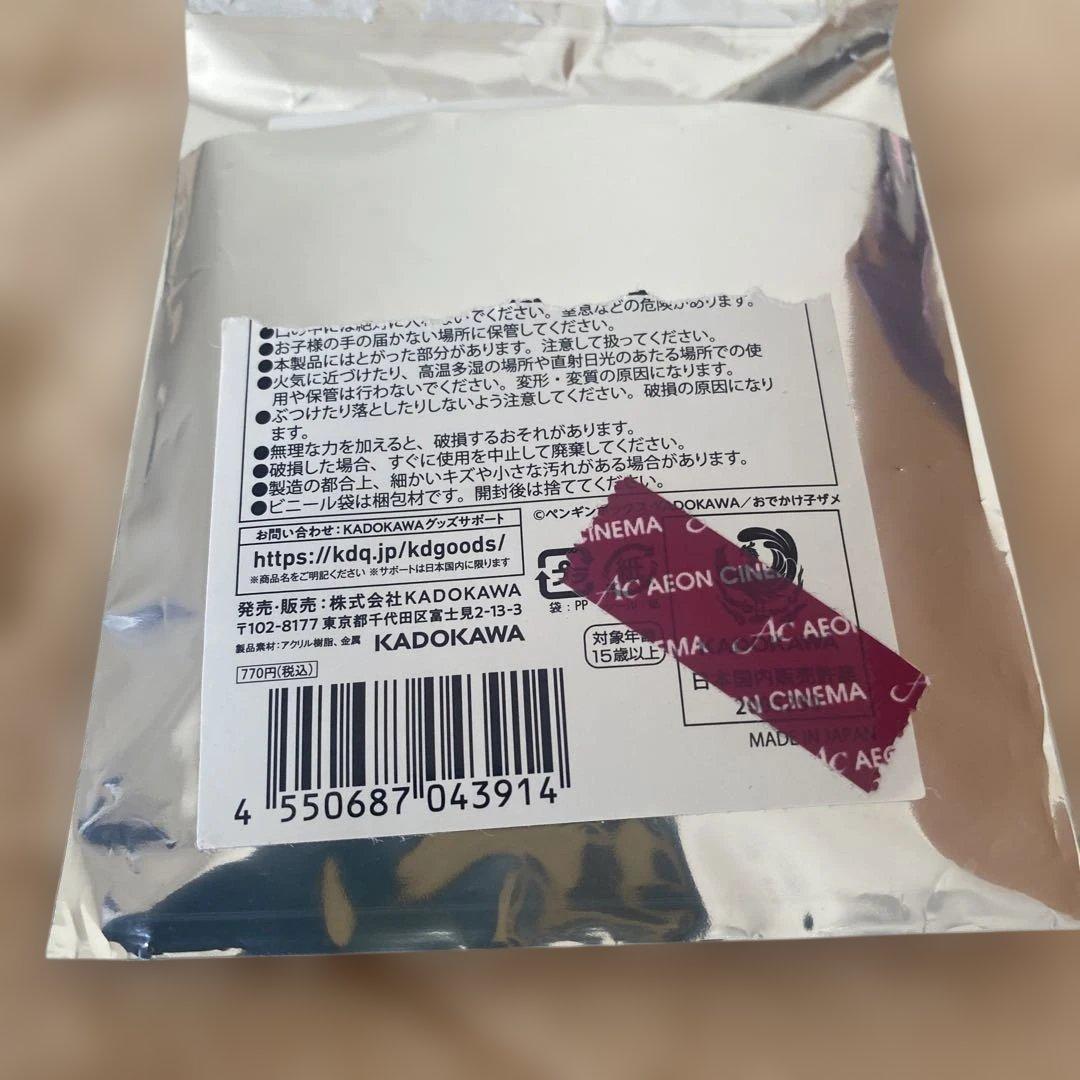 ●口の中には絶対に入れないでください。窒息などの危険があります。
●お子様の手の届かない場所に保管してください。
●本製品にはとがった部分があります。注意して扱ってください。
●火気に近づけたり、高温多湿の場所や直射日光のあたる場所での使
用や保管は行わないでください。変形・変質の原因になります。
●ぶつけたり落としたりしないよう注意してください。破損の原因になり
ます。
●無理な力を加えると、破損するおそれがあります。
●破損した場合、すぐに使用を中止して廃棄してください。
●製造の都合上、細かいキズや小さな汚れがある場合があります。
●ビニール袋は梱包材です。開封後は捨ててください。
©ペンギンボックス/KADOKAWA/おでかけ子ザメ
お問い合わせ:KADOKAWAグッズサポート
https://kdq.jp/kdgoods/
※商品名をご明記ください ※サポートは日本国内に限ります
発売・販売:株式会社KADOKAWA
〒102-8177 東京都千代田区富士見2-13-3
製品素材:アクリル樹脂、金属 KADOKAWA
770円(税込)
4 550687 043914
袋:PP
紙
対象年齢
15歳以上
KADOKAWA
日本国内販売許諾
MADE IN JAPAN
CINEMA
AC AEON CINE
EMA AC AEON
N CINEMA
AC AEO